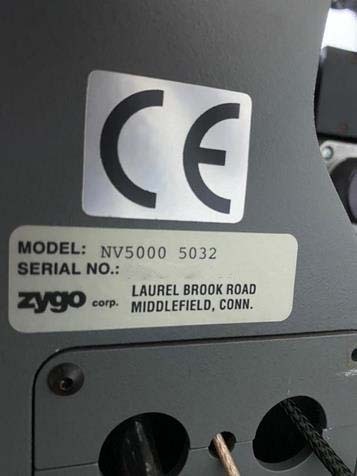 CE
MODEL: NV5000 5032
SERIAL NO.:
zygo corp. LAUREL BROOK ROAD
MIDDLEFIELD, CONN.